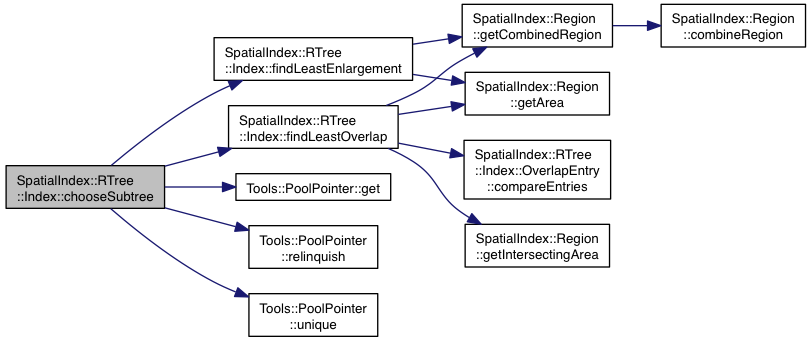 SpatialIndex::RTree
::Index::chooseSubtree
SpatialIndex::RTree
::Index::findLeastEnlargement
SpatialIndex::RTree
::Index::findLeastOverlap
Tools::PoolPointer::get
Tools::PoolPointer
::relinquish
Tools::PoolPointer
::unique
SpatialIndex::Region
::getCombinedRegion
SpatialIndex::Region
::getArea
SpatialIndex::RTree
::Index::OverlapEntry
::compareEntries
SpatialIndex::Region
::getIntersectingArea
SpatialIndex::Region
::combineRegion